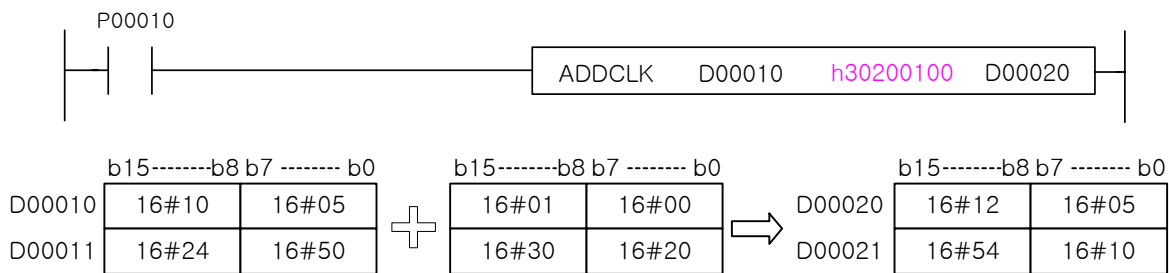 P00010
ADDCLK D00010 h30200100 D00020
b15-------b8 b7 ------- b0 b15-------b8 b7 ------- b0 b15-------b8 b7 ------- b0
D00010 16#10 16#05 16#01 16#00 D00020 16#12 16#05
D00011 16#24 16#50 16#30 16#20 D00021 16#54 16#10